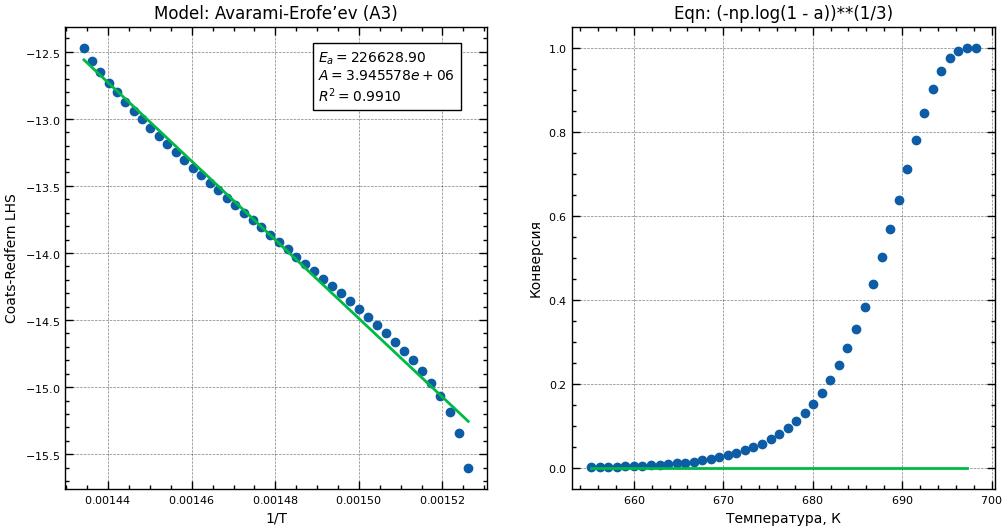 Model: Avarami-Erofe’ev (A3)
Eqn: (-np.log(1 - a))**(1/3)
E_a = 226628.90
A = 3.945578e + 06
R² = 0.9910
Coats-Redfern LHS
−12.5
−13.0
−13.5
−14.0
−14.5
−15.0
−15.5
0.00144
0.00146
0.00148
0.00150
0.00152
1/T
Конверсия
1.0
0.8
0.6
0.4
0.2
0.0
660
670
680
690
700
Температура, К